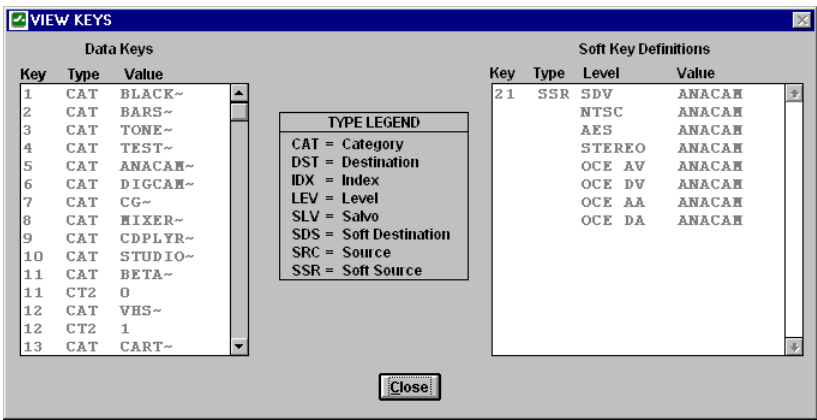 VIEW KEYS
Data Keys
Key Type Value
1 CAT BLACK~
2 CAT BARS~
3 CAT TONE~
4 CAT TEST~
5 CAT ANACAM~
6 CAT DIGCAM~
7 CAT CG~
8 CAT MIXER~
9 CAT CDPLYR~
10 CAT STUDIO~
11 CAT BETA~
11 CT2 0
12 CAT VHS~
12 CT2 1
13 CAT CART~
TYPE LEGEND
CAT = Category
DST = Destination
IDX = Index
LEV = Level
SLV = Salvo
SDS = Soft Destination
SRC = Source
SSR = Soft Source
Soft Key Definitions
Key Type Level Value
21 SSR SDV ANACAM
NTSC ANACAM
AES ANACAM
STEREO ANACAM
OCE AV ANACAM
OCE DV ANACAM
OCE AA ANACAM
OCE DA ANACAM
Close